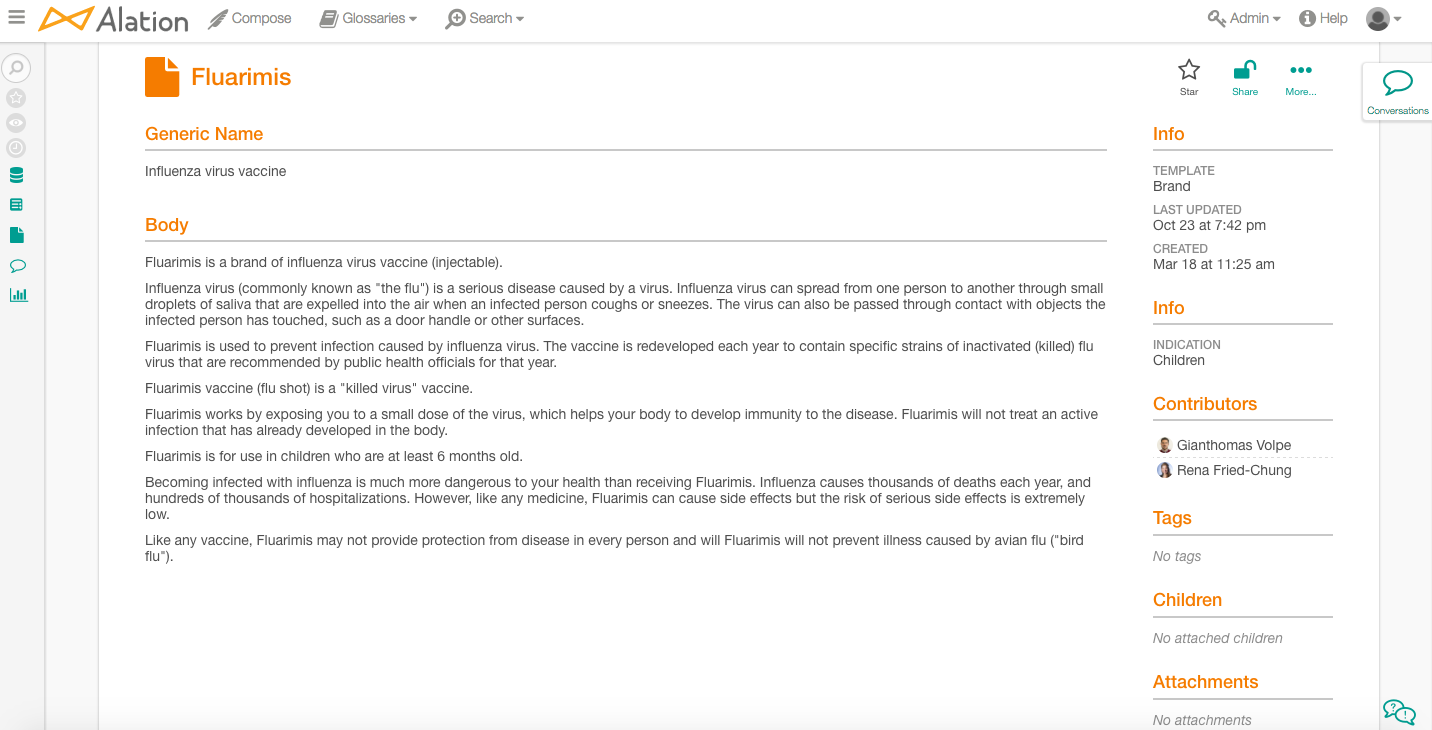 Alation Compose Glossaries Search Admin Help
Fluarimis
Star Share More...
Conversations
Generic Name
Influenza virus vaccine
Body
Fluarimis is a brand of influenza virus vaccine (injectable).
Influenza virus (commonly known as "the flu") is a serious disease caused by a virus. Influenza virus can spread from one person to another through small
droplets of saliva that are expelled into the air when an infected person coughs or sneezes. The virus can also be passed through contact with objects the
infected person has touched, such as a door handle or other surfaces.
Fluarimis is used to prevent infection caused by influenza virus. The vaccine is redeveloped each year to contain specific strains of inactivated (killed) flu
virus that are recommended by public health officials for that year.
Fluarimis vaccine (flu shot) is a "killed virus" vaccine.
Fluarimis works by exposing you to a small dose of the virus, which helps your body to develop immunity to the disease. Fluarimis will not treat an active
infection that has already developed in the body.
Fluarimis is for use in children who are at least 6 months old.
Becoming infected with influenza is much more dangerous to your health than receiving Fluarimis. Influenza causes thousands of deaths each year, and
hundreds of thousands of hospitalizations. However, like any medicine, Fluarimis can cause side effects but the risk of serious side effects is extremely
low.
Like any vaccine, Fluarimis may not provide protection from disease in every person and will Fluarimis will not prevent illness caused by avian flu ("bird
flu").
Info
TEMPLATE
Brand
LAST UPDATED
Oct 23 at 7:42 pm
CREATED
Mar 18 at 11:25 am
Info
INDICATION
Children
Contributors
Gianthomas Volpe
Rena Fried-Chung
Tags
No tags
Children
No attached children
Attachments
No attachments